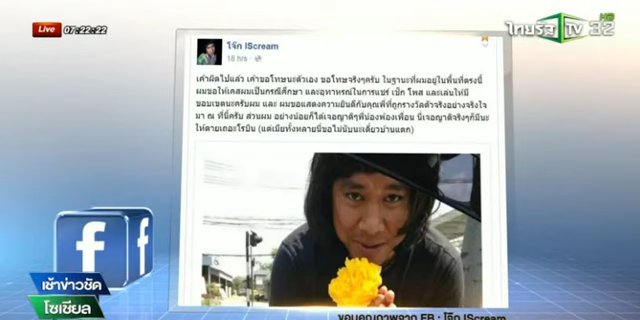 Live 07:22:22
ไทยรัฐ TV 32 HD
โจ๊ก IScream
18 hrs
เค้าผิดไปแล้ว เค้าขอโทษนะตัวเอง ขอโทษจริงๆครับ ในฐานะที่ผมอยู่ในพื้นที่ตรงนี้
ผมขอให้เคสผมเป็นกรณีศึกษา และอุทาหรณ์ในการแชร์ เช็ก โพส และเล่นให้มี
ขอบเขตนะครับผม และ ผมขอแสดงความยินดีกับคุณพี่ที่ถูกรางวัลตัวจริงอย่างจริงใจ
มา ณ ที่นี้ครับ ส่วนผม อย่างน้อยก็ได้เจอญาติๆพี่น้องพ้องเพื่อน นี่เจอญาติจริงๆก็มีนะ
ให้ตายเถอะโรบิน (แต่เมียทั้งหลายนี่ขอไม่นับนะเดี๋ยวบ้านแตก)
f
f
เช้าข่าวชัด
โซเชียล
ขอบคุณภาพจาก FB : โจ๊ก IScream